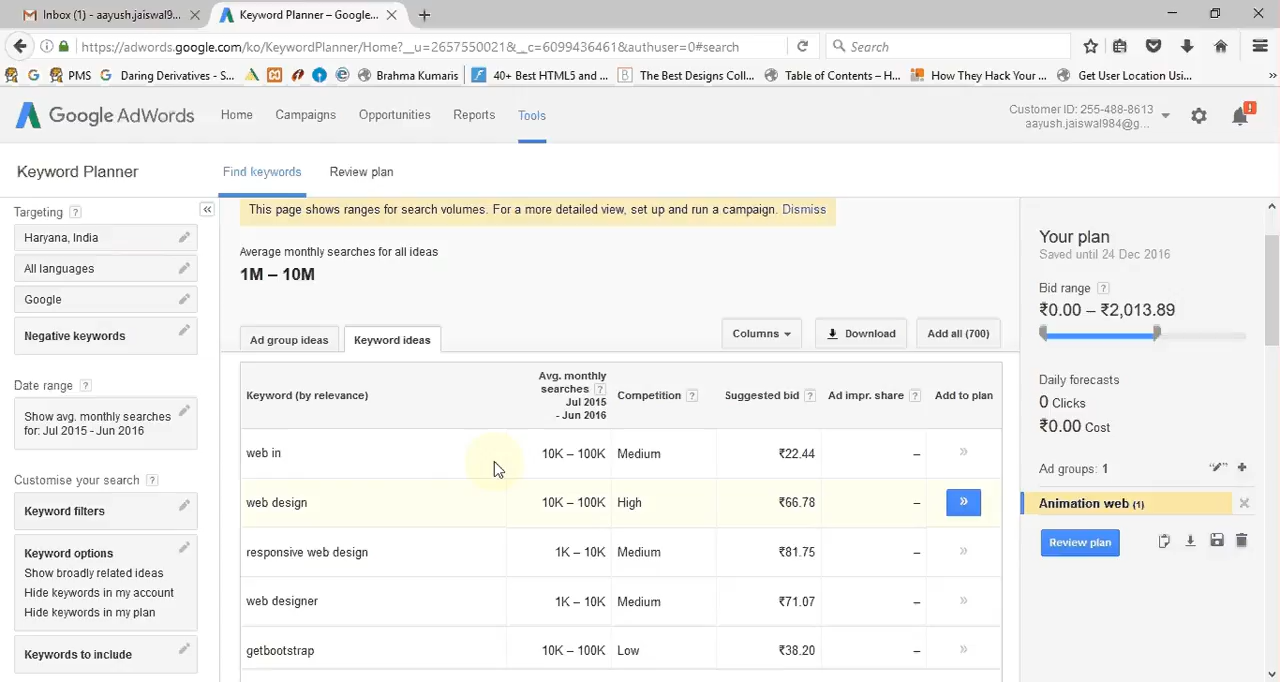 Inbox (1) - aayush.jaiswal9...
Keyword Planner – Google...
https://adwords.google.com/ko/KeywordPlanner/Home?__u=2657550021&__c=6099436461&authuser=0#search
Search
PMS
Daring Derivatives - S...
Brahma Kumaris
40+ Best HTML5 and ...
The Best Designs Coll...
Table of Contents – H...
How They Hack Your ...
Get User Location Usi...
Google AdWords
Home
Campaigns
Opportunities
Reports
Tools
Customer ID: 255-488-8613
aayush.jaiswal984@g...
Keyword Planner
Find keywords
Review plan
Targeting ?
Haryana, India
All languages
Google
Negative keywords
Date range ?
Show avg. monthly searches
for: Jul 2015 - Jun 2016
Customise your search ?
Keyword filters
Keyword options
Show broadly related ideas
Hide keywords in my account
Hide keywords in my plan
Keywords to include
This page shows ranges for search volumes. For a more detailed view, set up and run a campaign. Dismiss
Average monthly searches for all ideas
1M – 10M
Ad group ideas
Keyword ideas
Columns
Download
Add all (700)
Keyword (by relevance)
Avg. monthly
searches ?
Jul 2015
- Jun 2016
Competition ?
Suggested bid ?
Ad impr. share ?
Add to plan
web in 10K – 100K Medium ₹22.44 – »
web design 10K – 100K High ₹66.78 – »
responsive web design 1K – 10K Medium ₹81.75 – »
web designer 1K – 10K Medium ₹71.07 – »
getbootstrap 10K – 100K Low ₹38.20 – »
Your plan
Saved until 24 Dec 2016
Bid range ?
₹0.00 – ₹2,013.89
Daily forecasts
0 Clicks
₹0.00 Cost
Ad groups: 1
Animation web (1)
Review plan